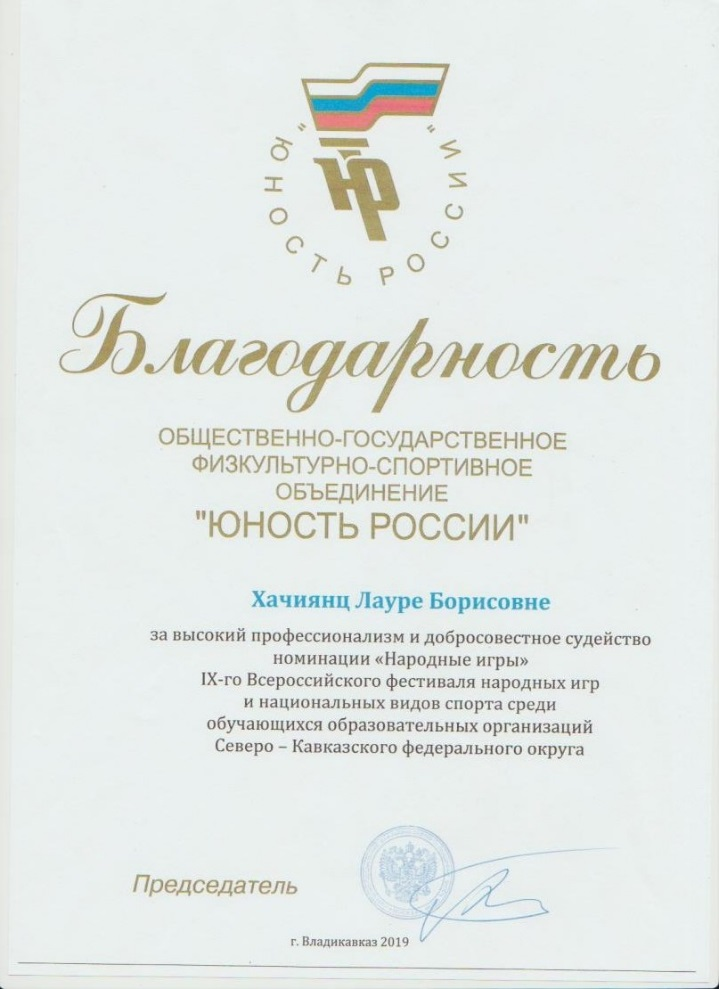 "ЮНОСТЬ РОССИИ"
ЮР
Благодарность
ОБЩЕСТВЕННО-ГОСУДАРСТВЕННОЕ
ФИЗКУЛЬТУРНО-СПОРТИВНОЕ
ОБЪЕДИНЕНИЕ
"ЮНОСТЬ РОССИИ"
Хачиянц Лауре Борисовне
за высокий профессионализм и добросовестное судейство
номинации «Народные игры»
IX-го Всероссийского фестиваля народных игр
и национальных видов спорта среди
обучающихся образовательных организаций
Северо – Кавказского федерального округа
Председатель
г. Владикавказ 2019